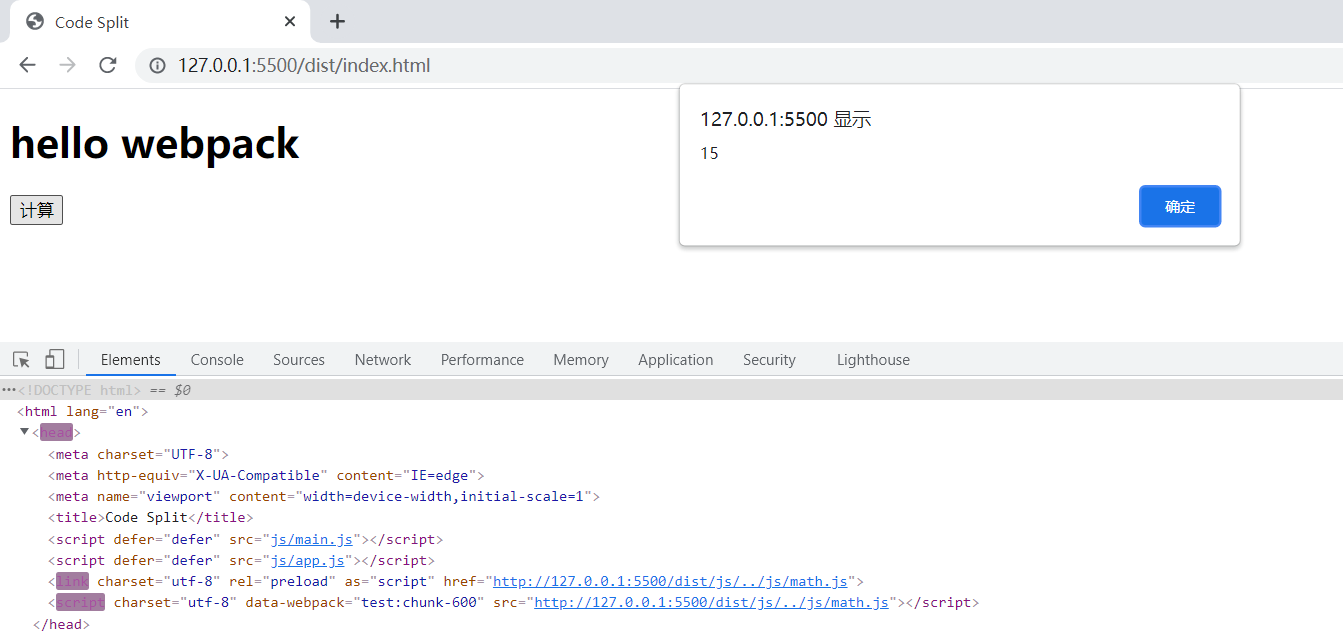 Code Split
127.0.0.1:5500/dist/index.html
127.0.0.1:5500 显示
15
确定
hello webpack
计算
Elements Console Sources Network Performance Memory Application Security Lighthouse
<!DOCTYPE html> == $0
<html lang="en">
<head>
<meta charset="UTF-8">
<meta http-equiv="X-UA-Compatible" content="IE=edge">
<meta name="viewport" content="width=device-width,initial-scale=1">
<title>Code Split</title>
<script defer="defer" src="js/main.js"></script>
<script defer="defer" src="js/app.js"></script>
<link charset="utf-8" rel="preload" as="script" href="http://127.0.0.1:5500/dist/js/../js/math.js">
<script charset="utf-8" data-webpack="test:chunk-600" src="http://127.0.0.1:5500/dist/js/../js/math.js"></script>
</head>